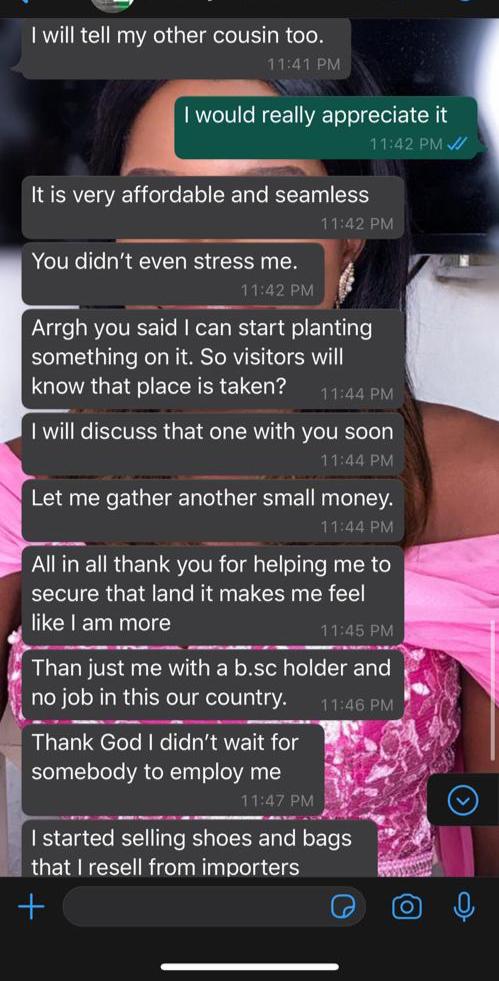 I will tell my other cousin too.
11:41 PM
I would really appreciate it
11:42 PM
It is very affordable and seamless
11:42 PM
You didn’t even stress me.
11:42 PM
Arrgh you said I can start planting
something on it. So visitors will
know that place is taken?
11:44 PM
I will discuss that one with you soon
11:44 PM
Let me gather another small money.
11:44 PM
All in all thank you for helping me to
secure that land it makes me feel
like I am more
11:45 PM
Than just me with a b.sc holder and
no job in this our country.
11:46 PM
Thank God I didn’t wait for
somebody to employ me
11:47 PM
I started selling shoes and bags
that I resell from importers